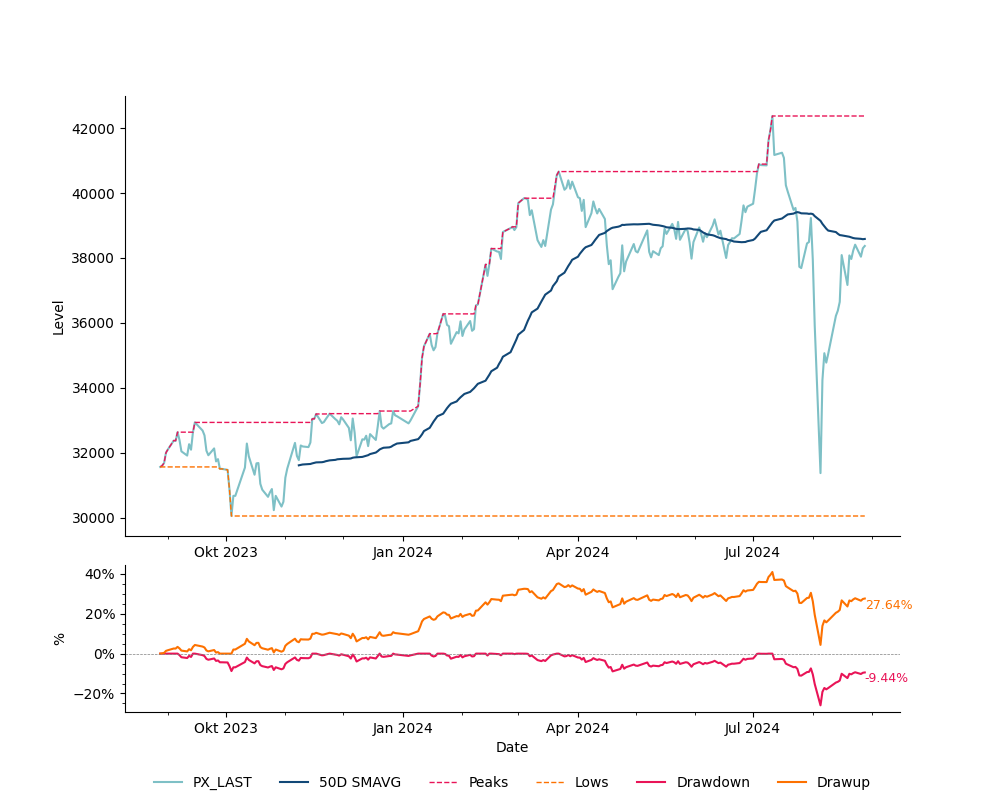 42000
40000
38000
36000
34000
32000
30000
Level
Okt 2023 Jan 2024 Apr 2024 Jul 2024
40%
20%
0%
−20%
%
27.64%
-9.44%
Okt 2023 Jan 2024 Apr 2024 Jul 2024
Date
PX_LAST 50D SMAVG Peaks Lows Drawdown Drawup